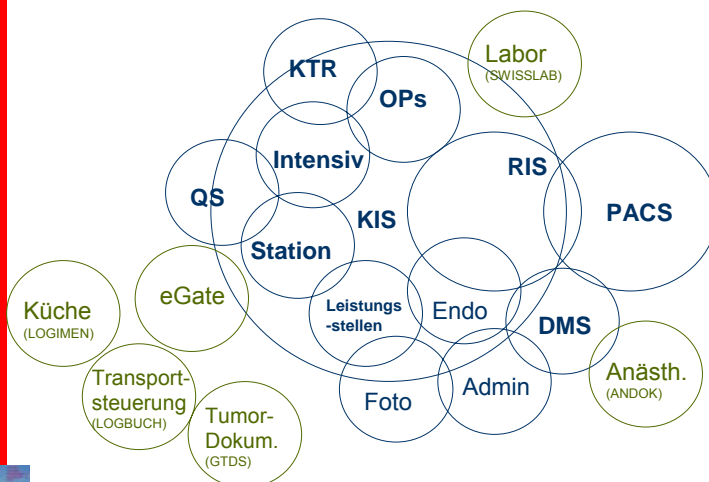 Labor
(SWISSLAB)
KTR
OPs
Intensiv
RIS
QS
KIS
PACS
Station
eGate
Küche
(LOGIMEN)
Leistungs
-stellen
Endo
DMS
Transport-
steuerung
(LOGBUCH)
Anästh.
(ANDOK)
Foto
Admin
Tumor-
Dokum.
(GTDS)